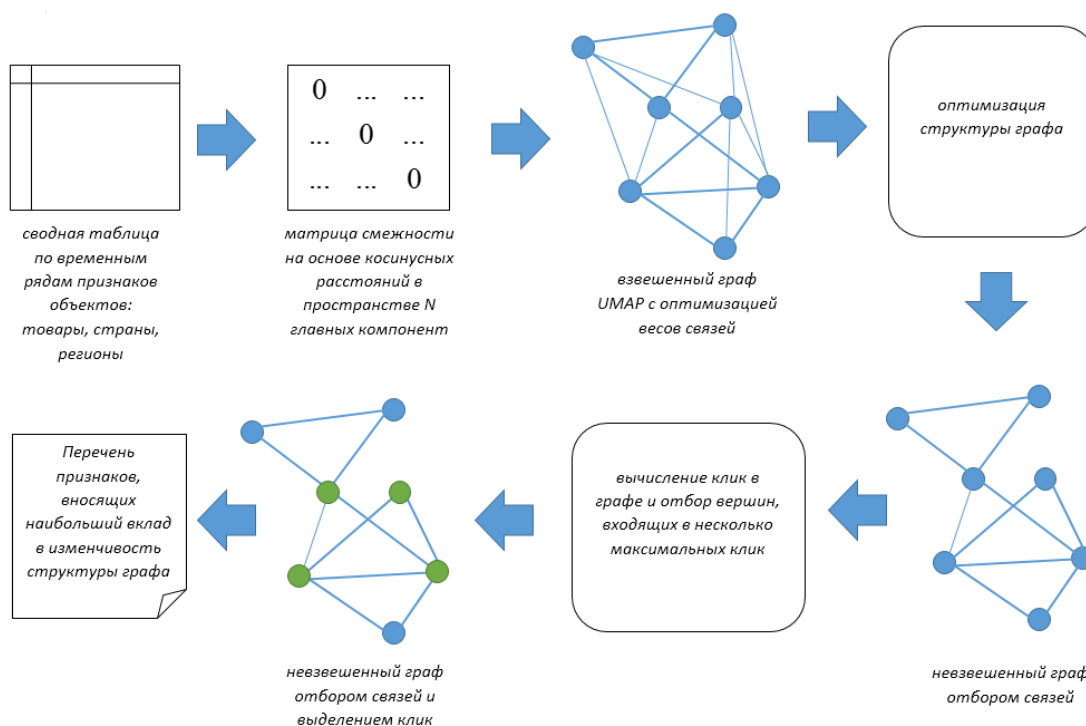 0 ... ...
... 0 ...
... ... 0
сводная таблица
по временным
рядам признаков
объектов:
товары, страны,
регионы
матрица смежности
на основе косинусных
расстояний в
пространстве N
главных компонент
взвешенный граф
UMAP с оптимизацией
весов связей
оптимизация
структуры графа
невзвешенный граф
отбором связей
вычисление клик в
графе и отбор вершин,
входящих в несколько
максимальных клик
невзвешенный граф
отбором связей и
выделением клик
Перечень
признаков,
вносящих
наибольший вклад
в изменчивость
структуры графа